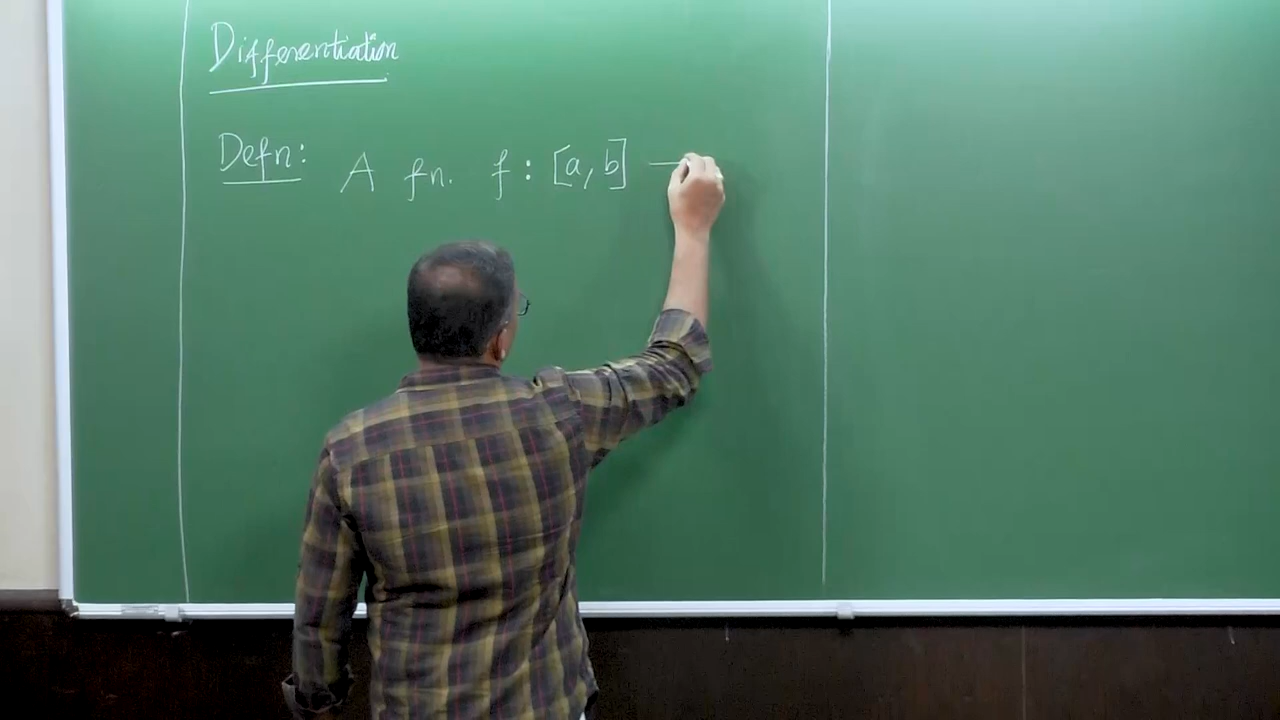 Differentiation
Defn: A fn. f : [a, b] —